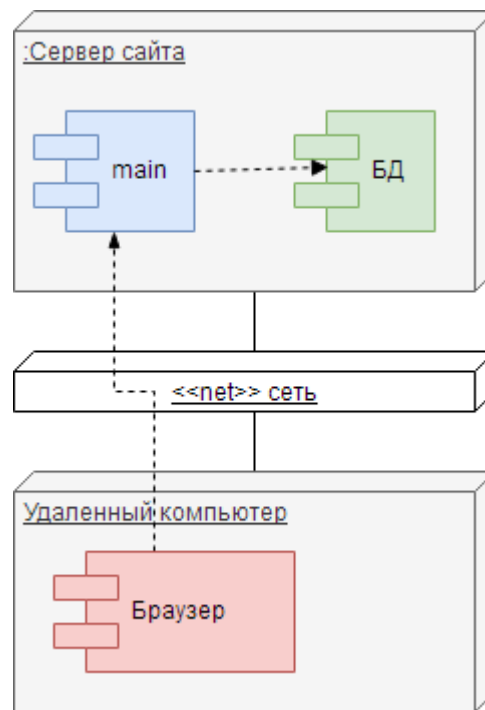 :Сервер сайта
main
БД
<<net>> сеть
Удаленный компьютер
Браузер